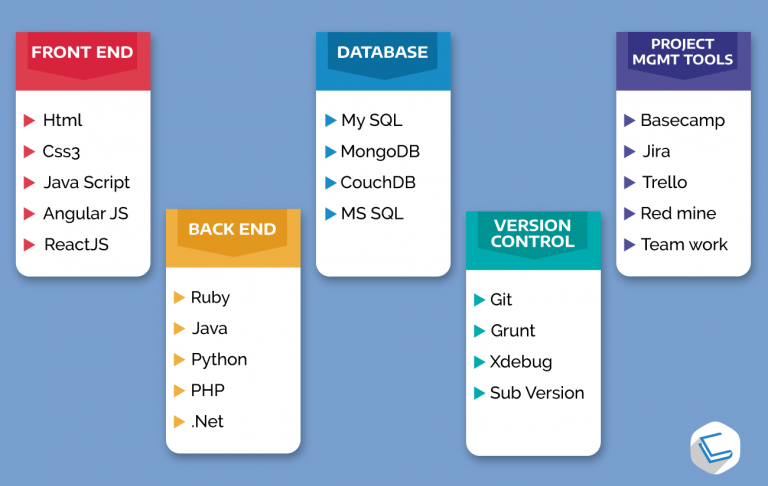 FRONT END
Html
Css3
Java Script
Angular JS
ReactJS
BACK END
Ruby
Java
Python
PHP
.Net
DATABASE
My SQL
MongoDB
CouchDB
MS SQL
VERSION
CONTROL
Git
Grunt
Xdebug
Sub Version
PROJECT
MGMT TOOLS
Basecamp
Jira
Trello
Red mine
Team work